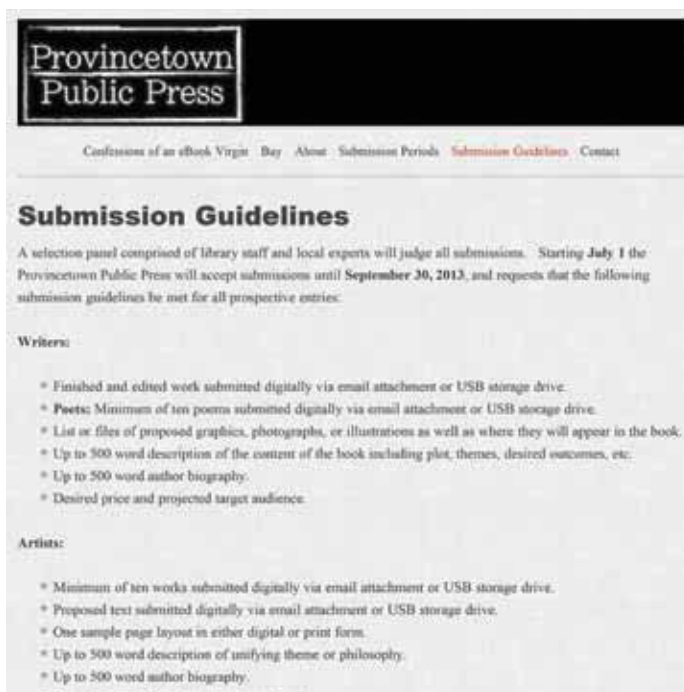 Provincetown
Public Press
Confessions of an eBook Virgin Buy About Submission Periods Submission Guidelines Contact
Submission Guidelines
A selection panel comprised of library staff and local experts will judge all submissions. Starting July 1 the
Provincetown Public Press will accept submissions until September 30, 2013, and requests that the following
submission guidelines be met for all prospective entries:
Writers:
* Finished and edited work submitted digitally via email attachment or USB storage drive.
* Poets: Minimum of ten poems submitted digitally via email attachment or USB storage drive.
* List or files of proposed graphics, photographs, or illustrations as well as where they will appear in the book.
* Up to 500 word description of the content of the book including plot, themes, desired outcomes, etc.
* Up to 500 word author biography.
* Desired price and projected target audience.
Artists:
* Minimum of ten works submitted digitally via email attachment or USB storage drive.
* Proposed text submitted digitally via email attachment or USB storage drive.
* One sample page layout in either digital or print form.
* Up to 500 word description of unifying theme or philosophy.
* Up to 500 word author biography.